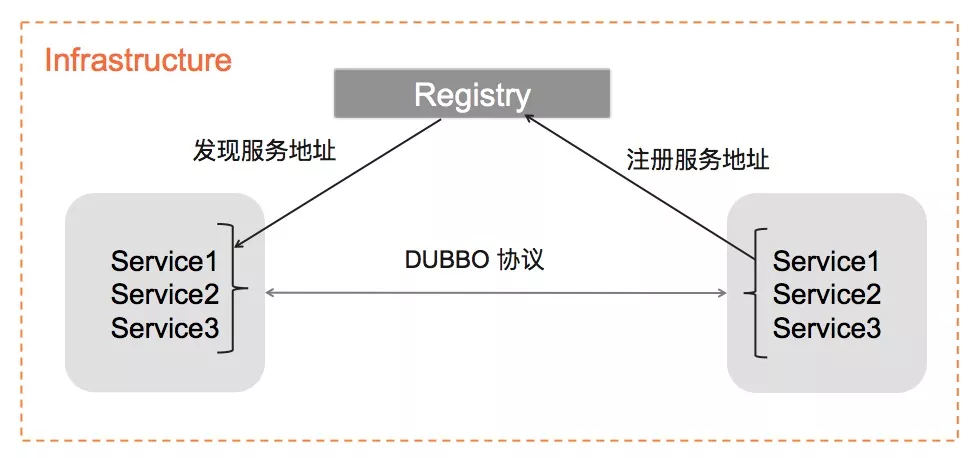 Infrastructure
Registry
发现服务地址
注册服务地址
Service1
Service2
Service3
DUBBO 协议
Service1
Service2
Service3